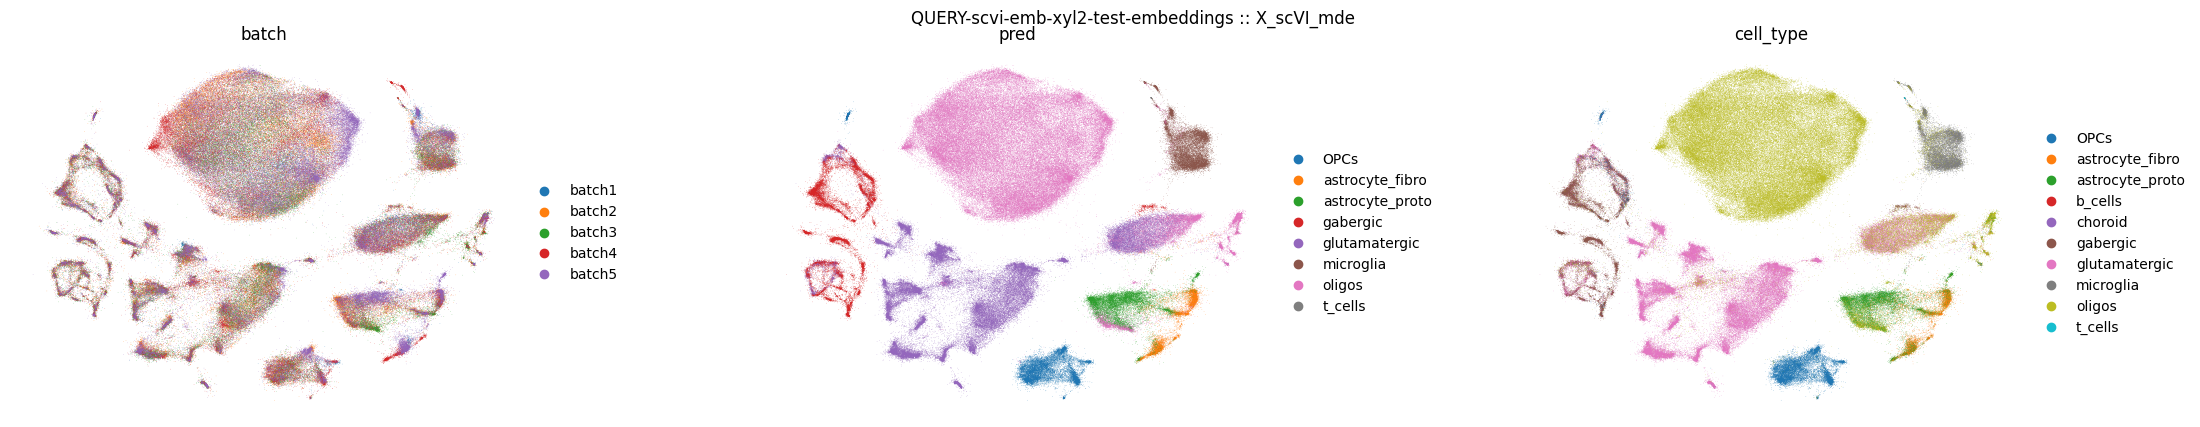 QUERY-scvi-emb-xyl2-test-embeddings :: X_scVI_mde
batch
batch1
batch2
batch3
batch4
batch5
pred
OPCs
astrocyte_fibro
astrocyte_proto
gabergic
glutamatergic
microglia
oligos
t_cells
cell_type
OPCs
astrocyte_fibro
astrocyte_proto
b_cells
choroid
gabergic
glutamatergic
microglia
oligos
t_cells